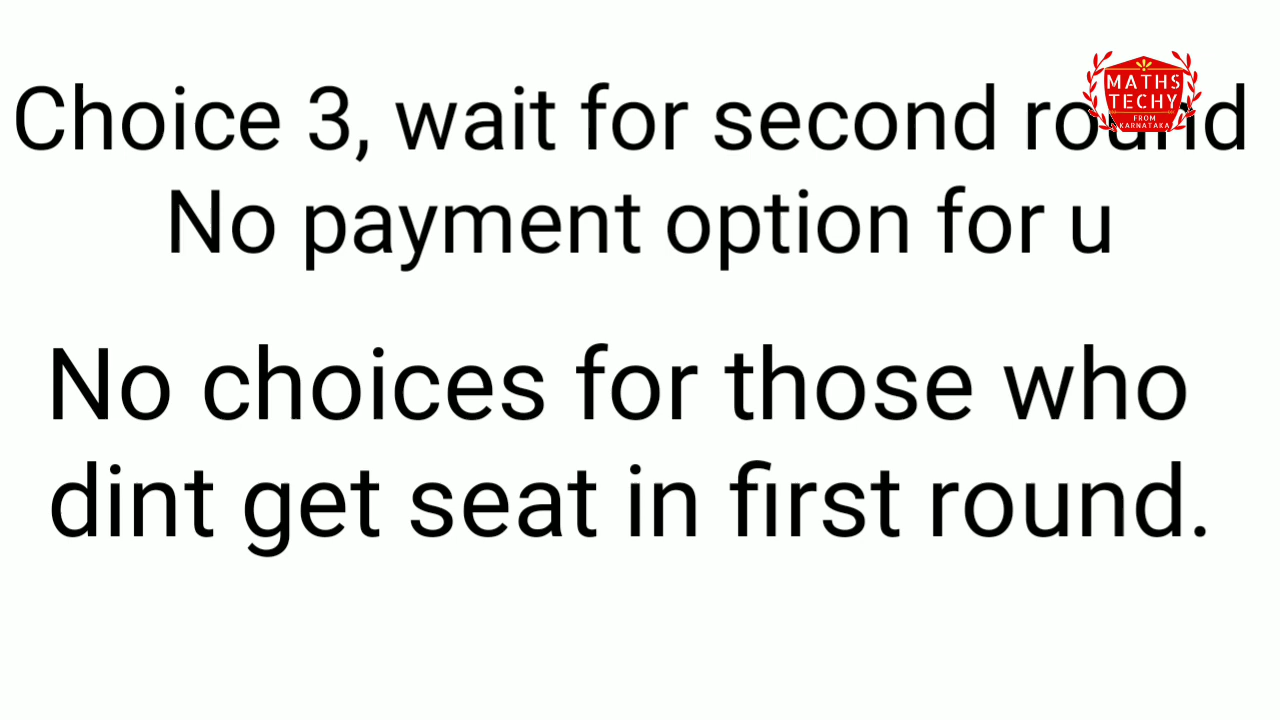 Choice 3, wait for second round
No payment option for u
No choices for those who
dint get seat in first round.
MATHS
TECHY
FROM
KARNATAKA